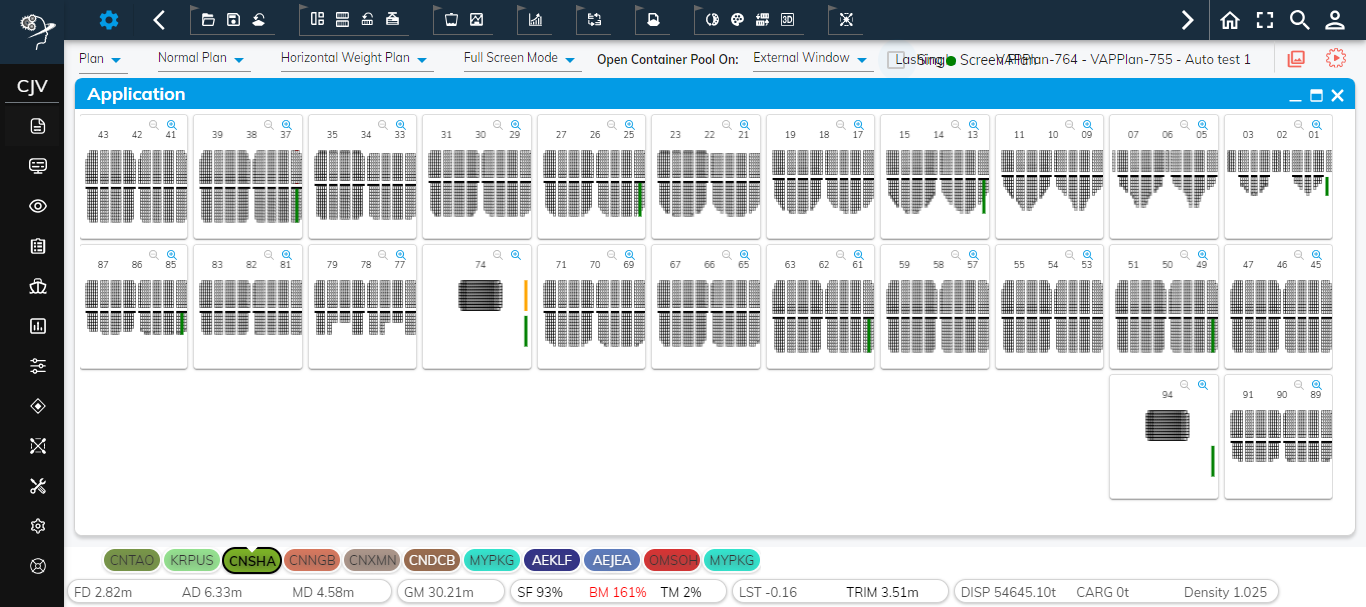 CJV
Plan
Normal Plan
Horizontal Weight Plan
Full Screen Mode
Open Container Pool On:
External Window
Lashing
Screen Plan
VAPPlan-764 - VAPPlan-755 - Auto test 1
Application
43 42 41
39 38 37
35 34 33
31 30 29
27 26 25
23 22 21
19 18 17
15 14 13
11 10 09
07 06 05
03 02 01
87 86 85
83 82 81
79 78 77
74
71 70 69
67 66 65
63 62 61
59 58 57
55 54 53
51 50 49
47 46 45
94
91 90 89
CNTAO KRPUS CNSHA CNNGB CNXMN CNDCB MYPKG AEKLF AEJEA OMSOH MYPKG
FD 2.82m AD 6.33m MD 4.58m GM 30.21m SF 93% BM 161% TM 2% LST -0.16 TRIM 3.51m DISP 54645.10t CARG 0t Density 1.025